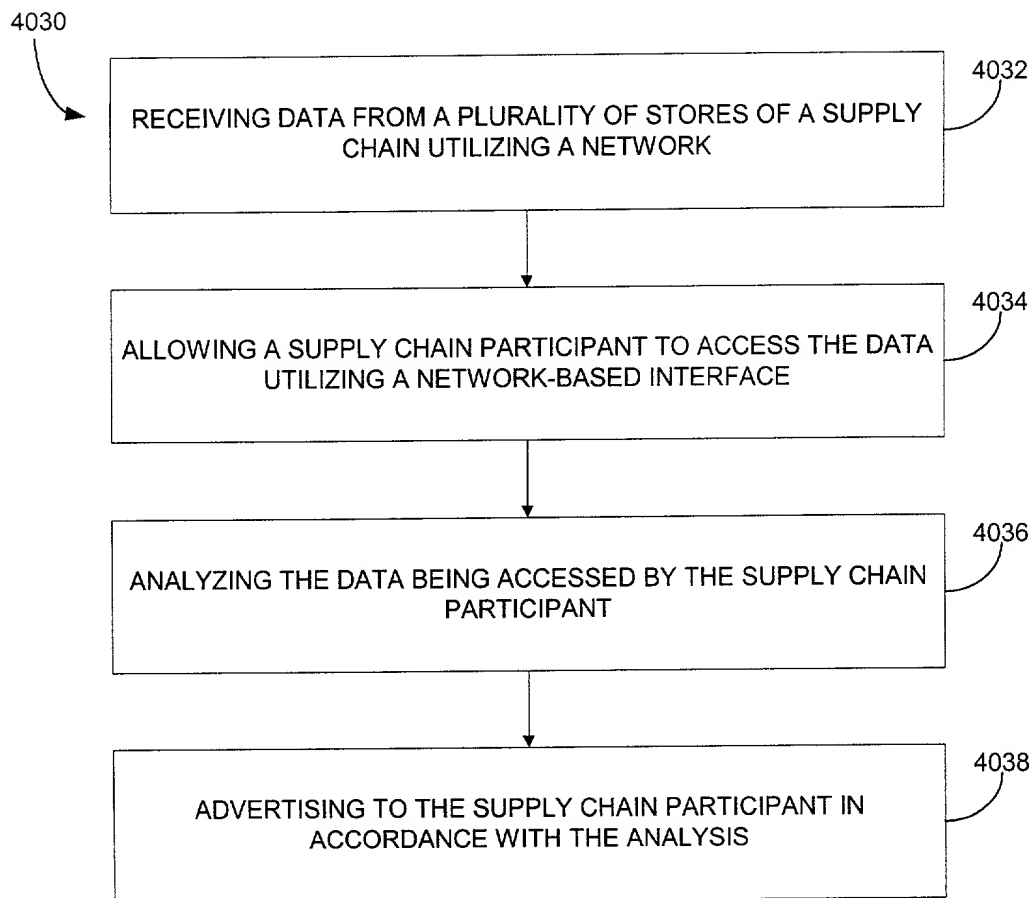 4030
4032
RECEIVING DATA FROM A PLURALITY OF STORES OF A SUPPLY
CHAIN UTILIZING A NETWORK
4034
ALLOWING A SUPPLY CHAIN PARTICIPANT TO ACCESS THE DATA
UTILIZING A NETWORK-BASED INTERFACE
4036
ANALYZING THE DATA BEING ACCESSED BY THE SUPPLY CHAIN
PARTICIPANT
4038
ADVERTISING TO THE SUPPLY CHAIN PARTICIPANT IN
ACCORDANCE WITH THE ANALYSIS